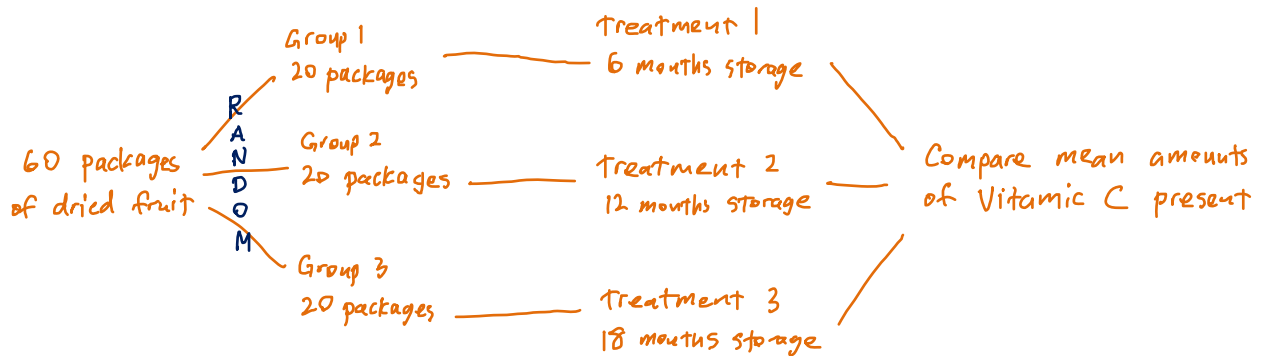 60 packages
of dried fruit
RANDOM
Group 1
20 packages
Group 2
20 packages
Group 3
20 packages
Treatment 1
6 months storage
Treatment 2
12 months storage
Treatment 3
18 months storage
Compare mean amounts
of Vitamic C present